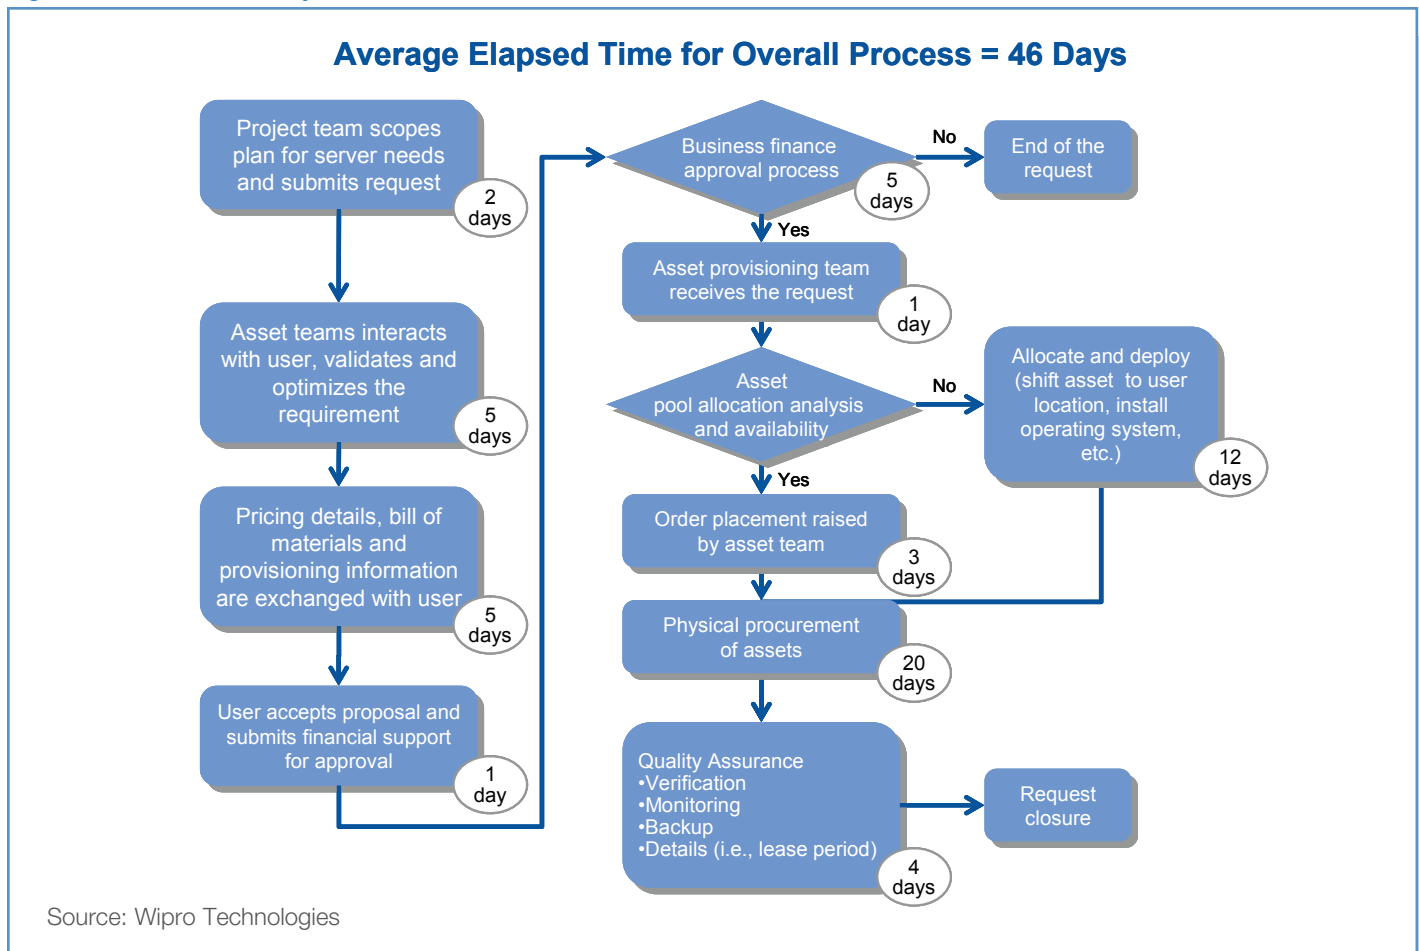 Average Elapsed Time for Overall Process = 46 Days
Project team scopes
plan for server needs
and submits request
2
days
Asset teams interacts
with user, validates and
optimizes the
requirement
5
days
Pricing details, bill of
materials and
provisioning information
are exchanged with user
5
days
User accepts proposal and
submits financial support
for approval
1
day
Business finance
approval process
5
days
No
End of the
request
Yes
Asset provisioning team
receives the request
1
day
Asset
pool allocation analysis
and availability
No
Allocate and deploy
(shift asset to user
location, install
operating system,
etc.)
12
days
Yes
Order placement raised
by asset team
3
days
Physical procurement
of assets
20
days
Quality Assurance
•Verification
•Monitoring
•Backup
•Details (i.e., lease period)
4
days
Request
closure
Source: Wipro Technologies